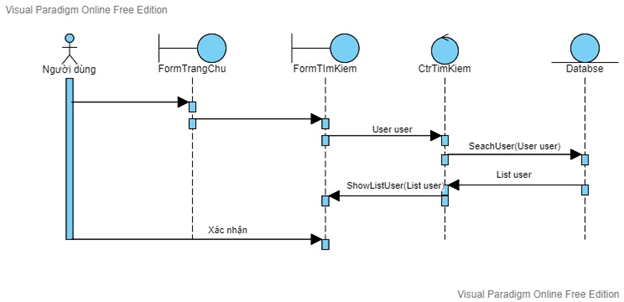 Visual Paradigm Online Free Edition
Người dùng
FormTrangChu
FormTImKiem
CtrTimKiem
Databse
User user
SeachUser(User user)
List user
ShowListUser(List user)
Xác nhận
Visual Paradigm Online Free Edition